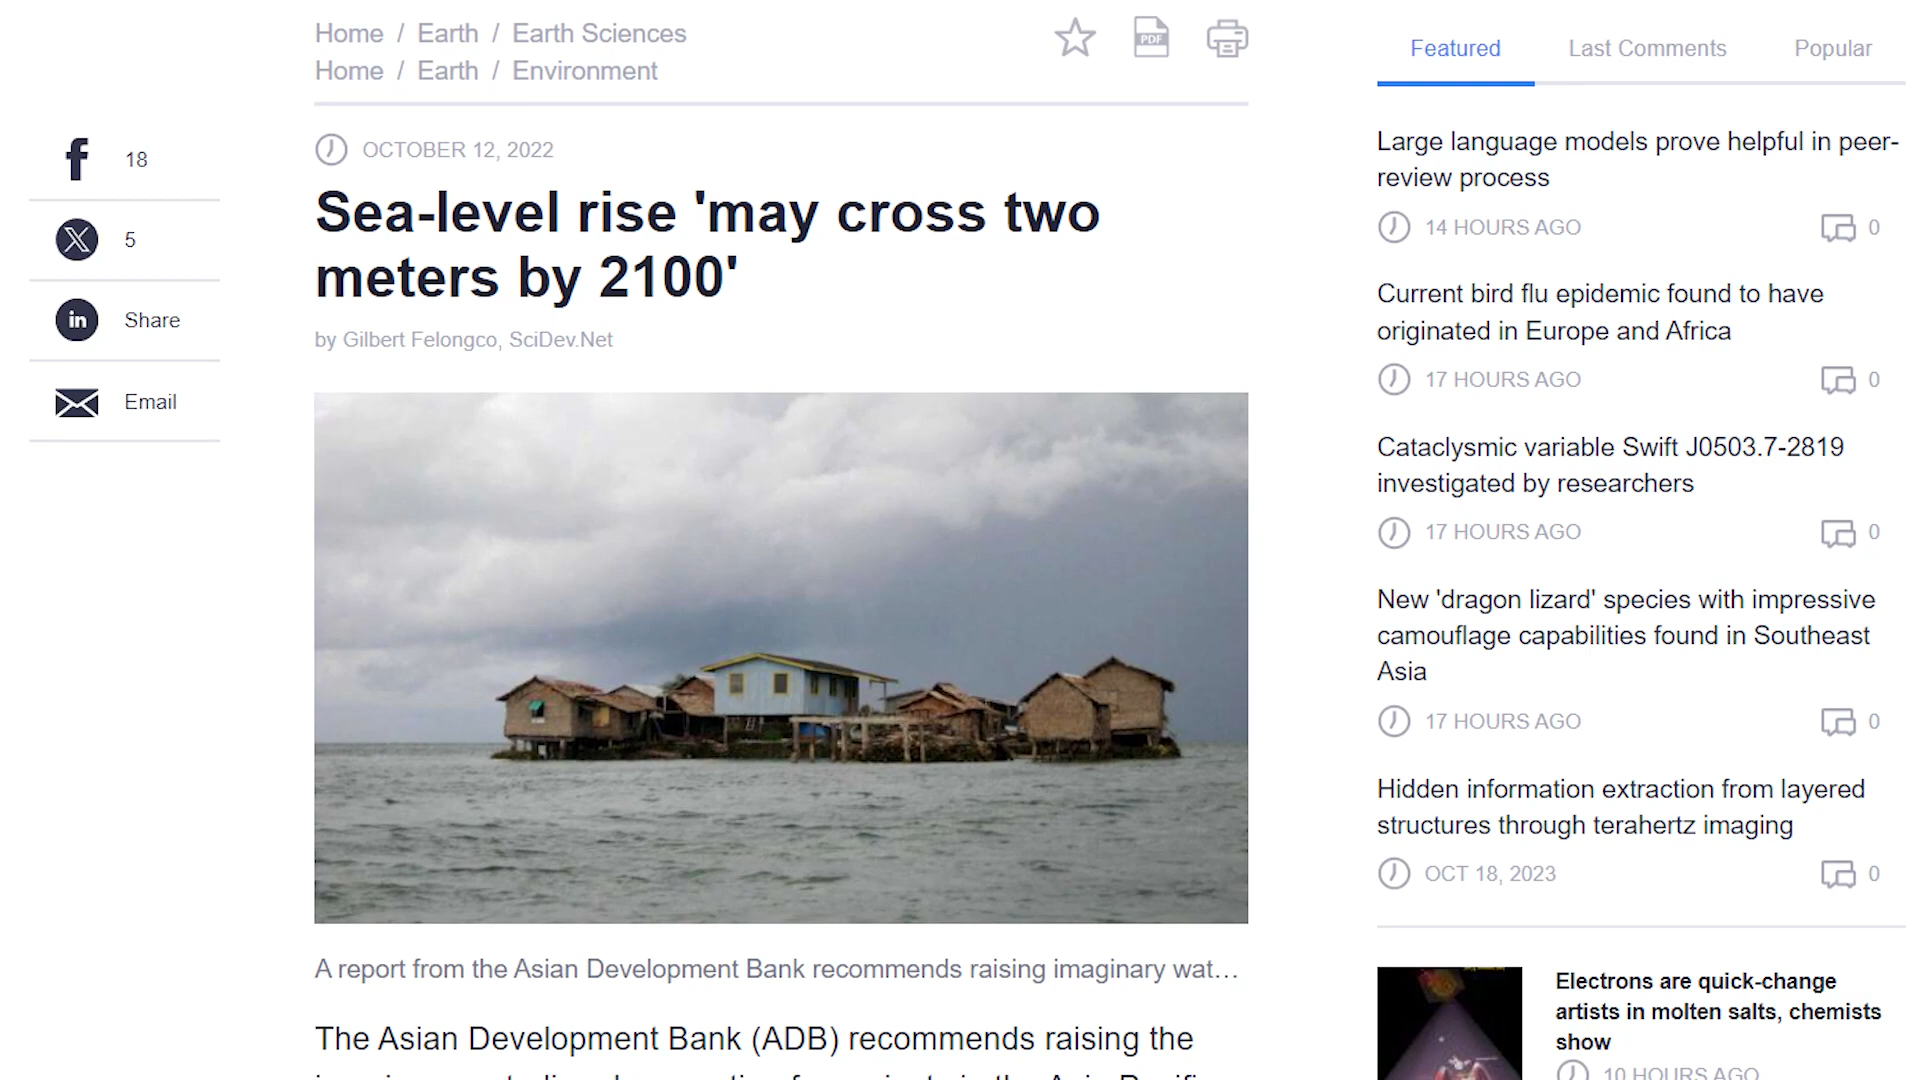 Home / Earth / Earth Sciences
Home / Earth / Environment
PDF
18
5
in Share
Email
OCTOBER 12, 2022
Sea-level rise 'may cross two
meters by 2100'
by Gilbert Felongco, SciDev.Net
A report from the Asian Development Bank recommends raising imaginary wat…
The Asian Development Bank (ADB) recommends raising the
Featured Last Comments Popular
Large language models prove helpful in peer-
review process
14 HOURS AGO 0
Current bird flu epidemic found to have
originated in Europe and Africa
17 HOURS AGO 0
Cataclysmic variable Swift J0503.7-2819
investigated by researchers
17 HOURS AGO 0
New 'dragon lizard' species with impressive
camouflage capabilities found in Southeast
Asia
17 HOURS AGO 0
Hidden information extraction from layered
structures through terahertz imaging
OCT 18, 2023 0
Electrons are quick-change
artists in molten salts, chemists
show
10 HOURS AGO